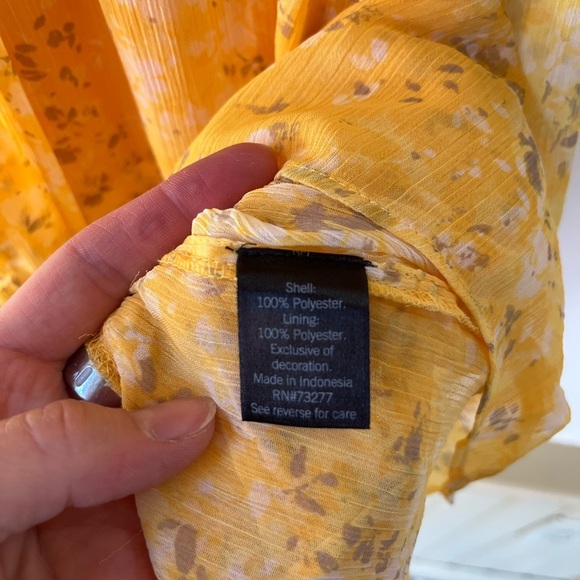 Shell:
100% Polyester.
Lining:
100% Polyester.
Exclusive of
decoration.
Made in Indonesia
RN#73277
See reverse for care